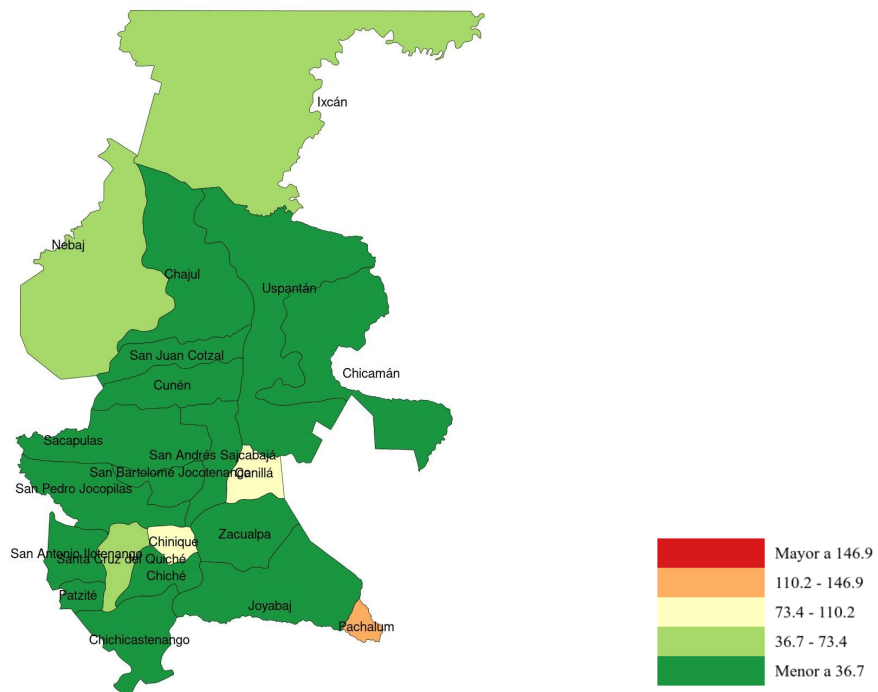 Ixcán
Nebaj
Chajul
Uspantán
San Juan Cotzal
Chicamán
Cunén
Sacapulas
San Andrés Sajcabajá
San Bartolomé Jocotenango
Canillá
San Pedro Jocopilas
Zacualpa
Chinique
San Antonio Ilotenango
Santa Cruz del Quiché
Chiché
Patzité
Joyabaj
Pachalum
Chichicastenango
Mayor a 146.9
110.2 - 146.9
73.4 - 110.2
36.7 - 73.4
Menor a 36.7